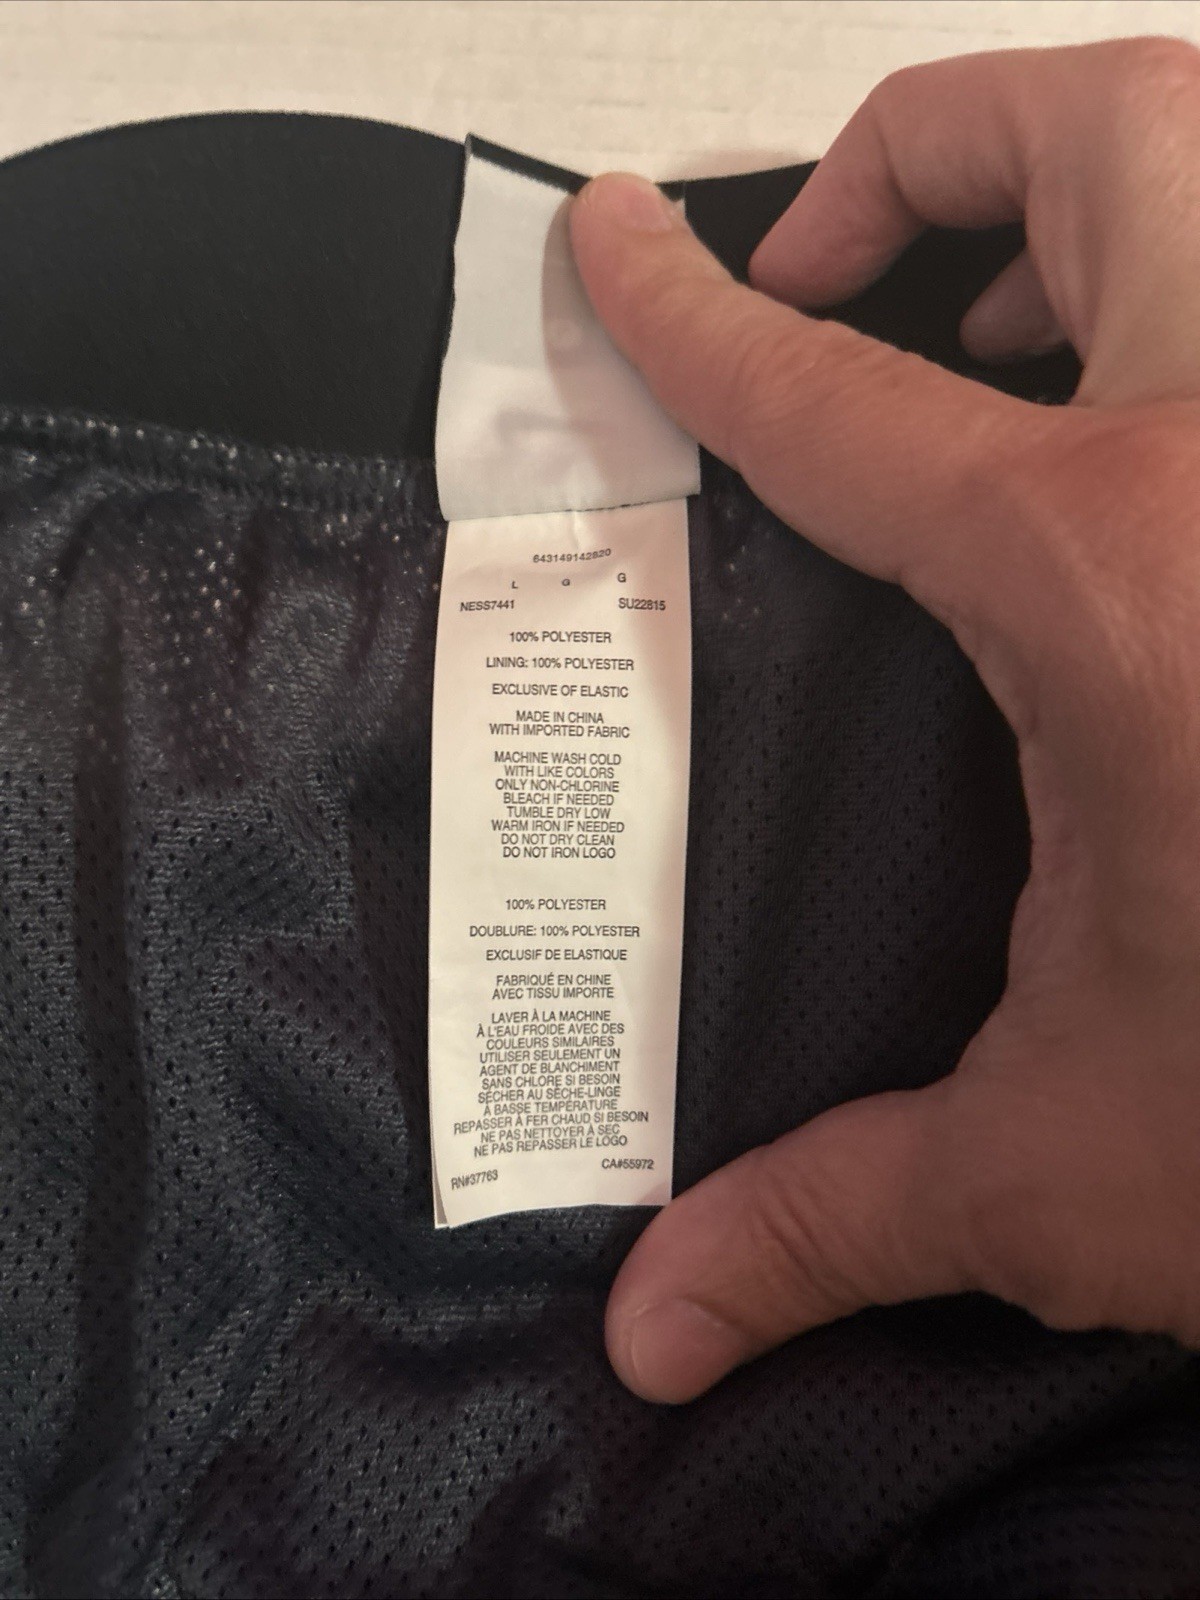 643149142820
L G G
NESS7441 SU22815
100% POLYESTER
LINING: 100% POLYESTER
EXCLUSIVE OF ELASTIC
MADE IN CHINA
WITH IMPORTED FABRIC
MACHINE WASH COLD
WITH LIKE COLORS
ONLY NON-CHLORINE
BLEACH IF NEEDED
TUMBLE DRY LOW
WARM IRON IF NEEDED
DO NOT DRY CLEAN
DO NOT IRON LOGO
100% POLYESTER
DOUBLURE: 100% POLYESTER
EXCLUSIF DE ELASTIQUE
FABRIQUÉ EN CHINE
AVEC TISSU IMPORTE
LAVER À LA MACHINE
À L'EAU FROIDE AVEC DES
COULEURS SIMILAIRES
UTILISER SEULEMENT UN
AGENT DE BLANCHIMENT
SANS CHLORE SI BESOIN
SÉCHER AU SÈCHE-LINGE
À BASSE TEMPÉRATURE
REPASSER À FER CHAUD SI BESOIN
NE PAS NETTOYER À SEC
NE PAS REPASSER LE LOGO
RN#37763 CA#55972